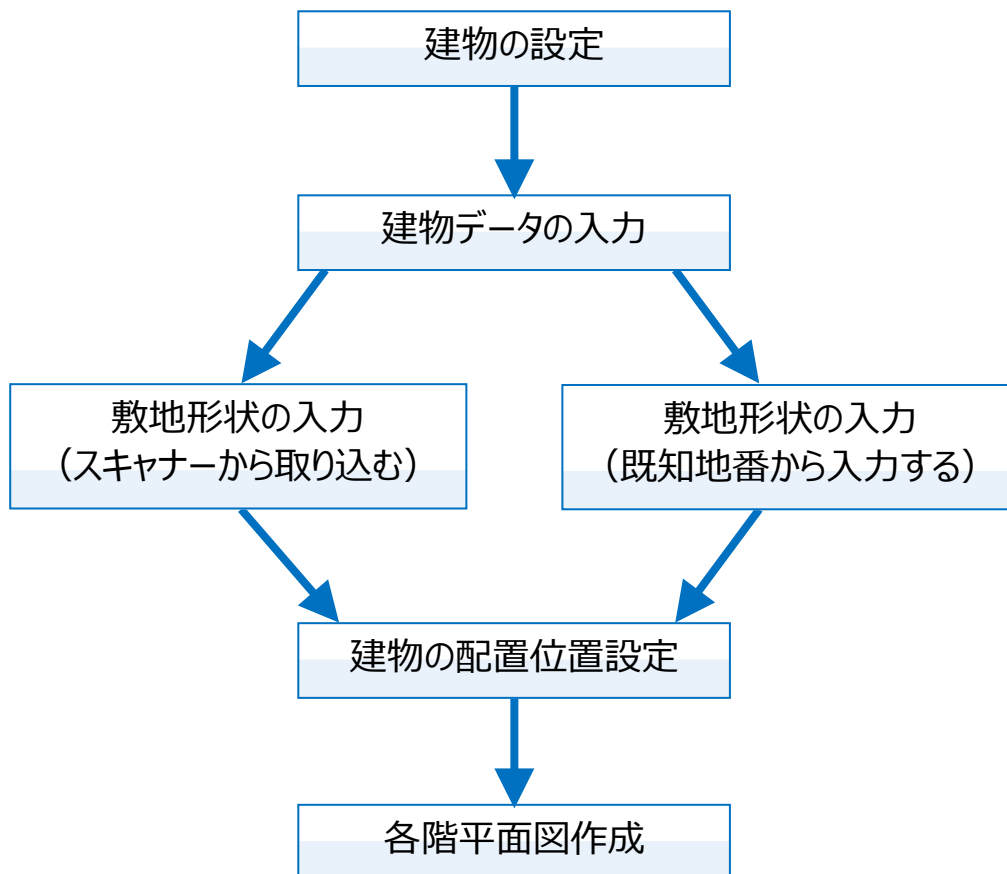 建物の設定
建物データの入力
敷地形状の入力
（スキャナーから取り込む）
敷地形状の入力
（既知地番から入力する）
建物の配置位置設定
各階平面図作成